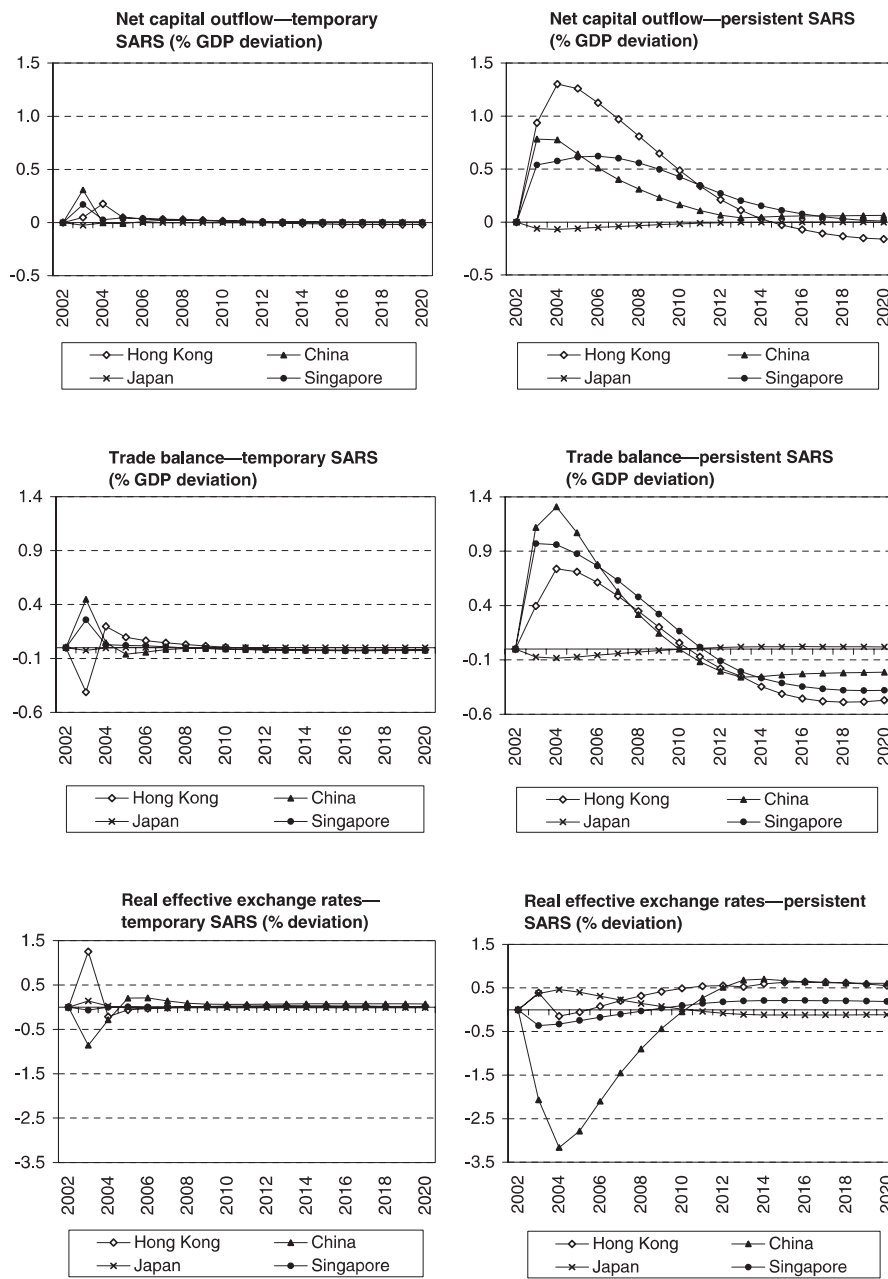 Net capital outflow—temporary
SARS (% GDP deviation)
1.5
1.0
0.5
0
-0.5
2002 2004 2006 2008 2010 2012 2014 2016 2018 2020
Hong Kong China
Japan Singapore
Net capital outflow—persistent SARS
(% GDP deviation)
1.5
1.0
0.5
0
-0.5
2002 2004 2006 2008 2010 2012 2014 2016 2018 2020
Hong Kong China
Japan Singapore
Trade balance—temporary SARS
(% GDP deviation)
1.4
0.9
0.4
-0.1
-0.6
2002 2004 2006 2008 2010 2012 2014 2016 2018 2020
Hong Kong China
Japan Singapore
Trade balance—persistent SARS
(% GDP deviation)
1.4
0.9
0.4
-0.1
-0.6
2002 2004 2006 2008 2010 2012 2014 2016 2018 2020
Hong Kong China
Japan Singapore
Real effective exchange rates—
temporary SARS (% deviation)
1.5
0.5
-0.5
-1.5
-2.5
-3.5
2002 2004 2006 2008 2010 2012 2014 2016 2018 2020
Hong Kong China
Japan Singapore
Real effective exchange rates—persistent
SARS (% deviation)
1.5
0.5
-0.5
-1.5
-2.5
-3.5
2002 2004 2006 2008 2010 2012 2014 2016 2018 2020
Hong Kong China
Japan Singapore